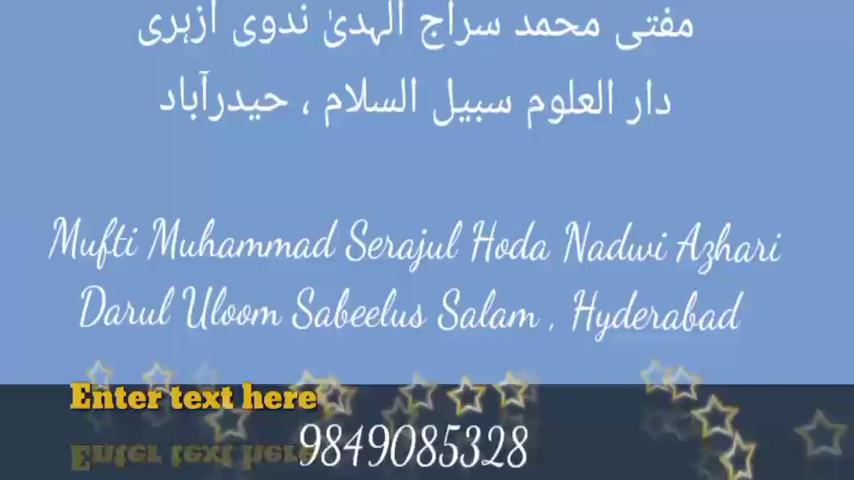 مفتی محمد سراج الہدیٰ ندوی ازہری
دار العلوم سبیل السلام ، حیدرآباد
Mufti Muhammad Serajul Hoda Nadwi Azhari
Darul Uloom Sabeelus Salam , Hyderabad
Enter text here
9849085328